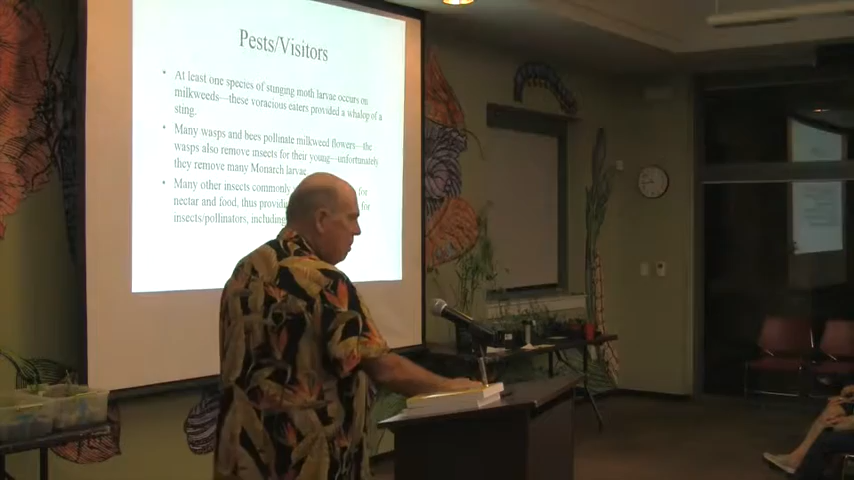 Pests/Visitors
• At least one species of stinging moth larvae occurs on
milkweeds—these voracious eaters provided a whalop of a
sting.
• Many wasps and bees pollinate milkweed flowers—the
wasps also remove insects for their young—unfortunately
they remove many Monarch larvae.
• Many other insects commonly for
nectar and food, thus for
insects/pollinators, including